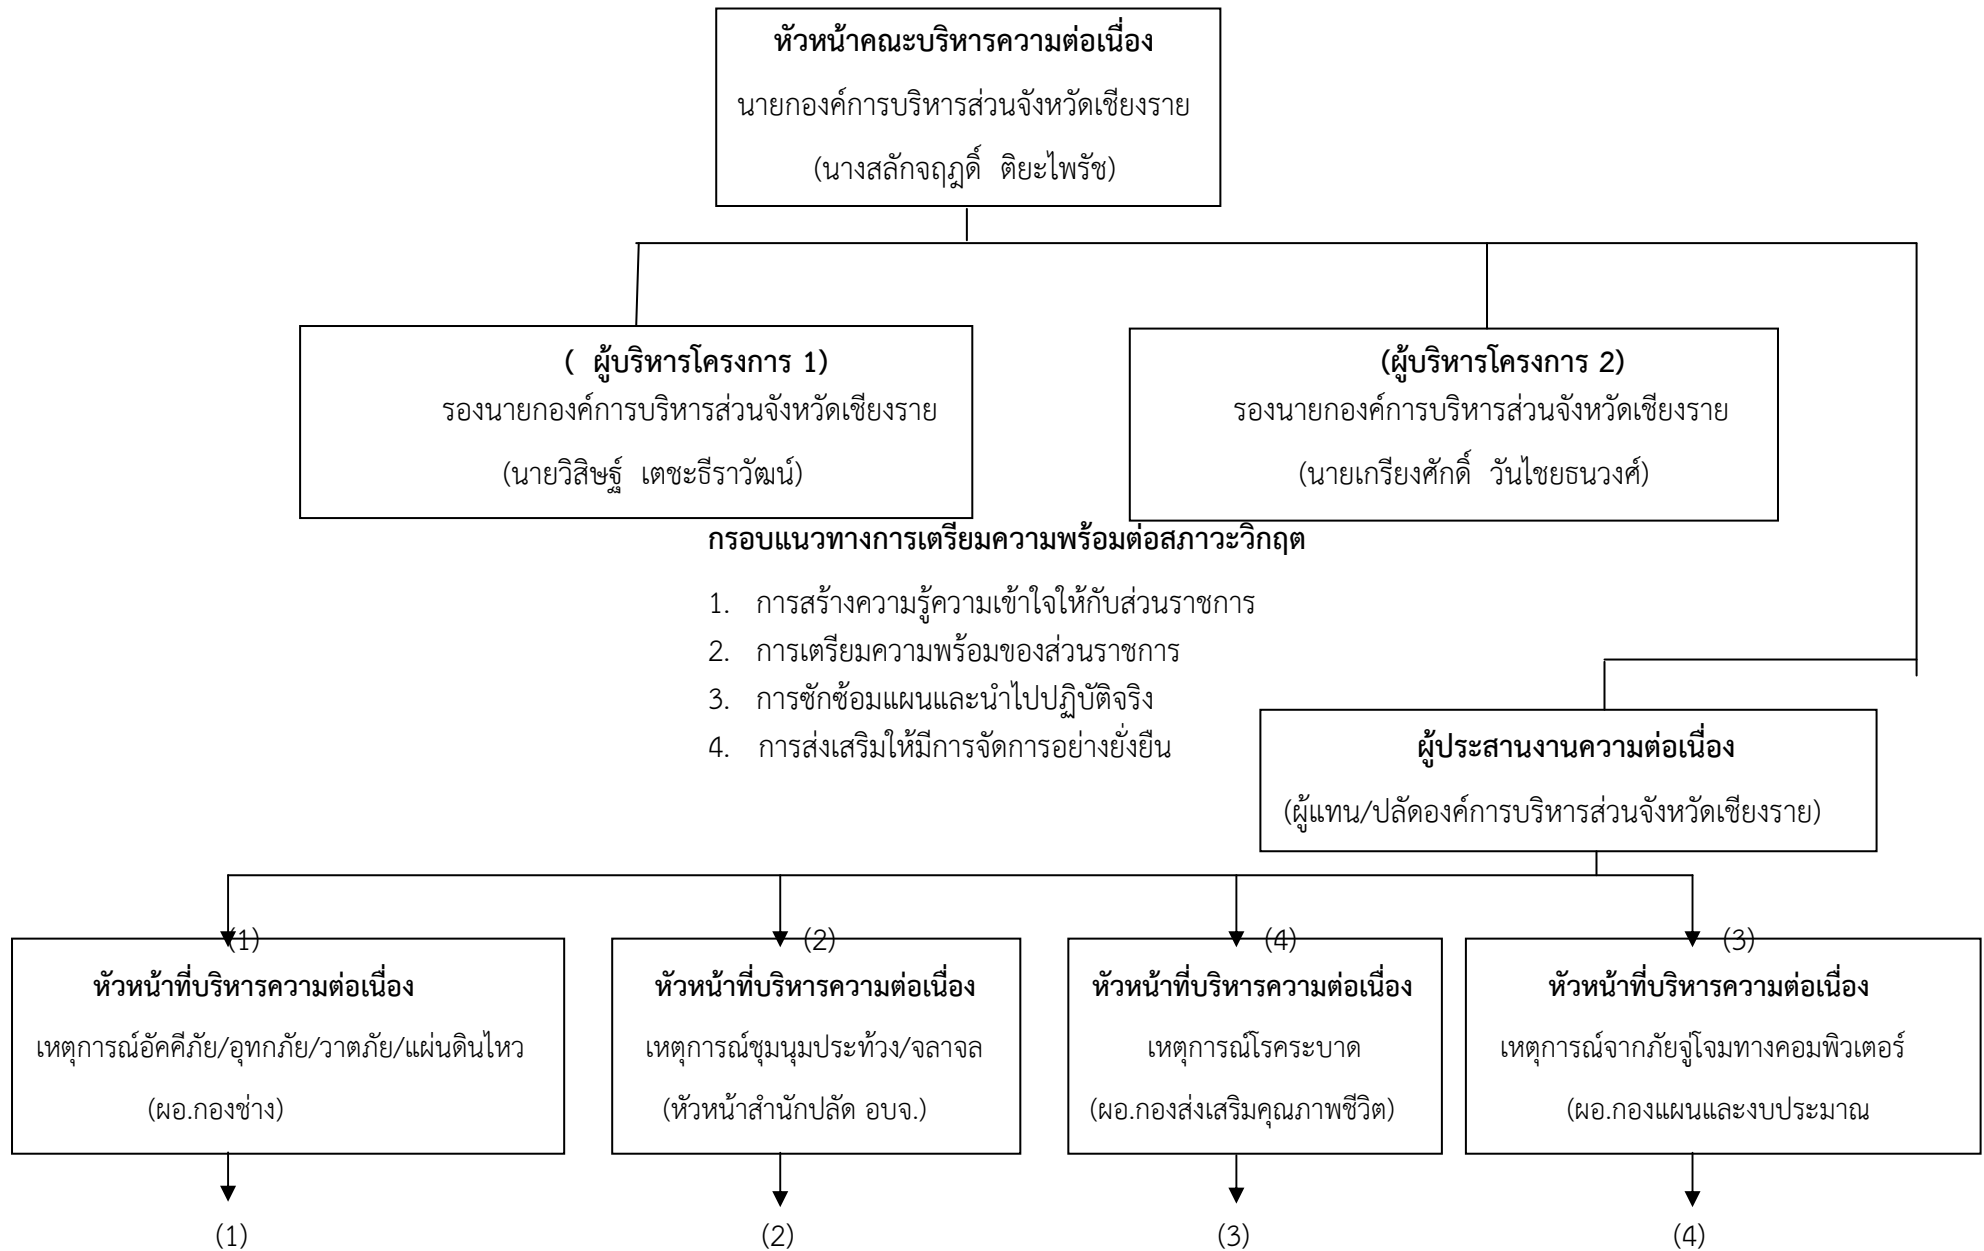 หัวหน้าคณะบริหารความต่อเนื่อง
นายกองค์การบริหารส่วนจังหวัดเชียงราย
(นางสลักจฤฎดิ์  ติยะไพรัช)
(  ผู้บริหารโครงการ 1)
รองนายกองค์การบริหารส่วนจังหวัดเชียงราย
(นายวิสิษฐ์  เตชะธีราวัฒน์)
(ผู้บริหารโครงการ 2)
รองนายกองค์การบริหารส่วนจังหวัดเชียงราย
(นายเกรียงศักดิ์  วันไชยธนวงศ์)
กรอบแนวทางการเตรียมความพร้อมต่อสภาวะวิกฤต
1. การสร้างความรู้ความเข้าใจให้กับส่วนราชการ
2. การเตรียมความพร้อมของส่วนราชการ
3. การซักซ้อมแผนและนำไปปฏิบัติจริง
4. การส่งเสริมให้มีการจัดการอย่างยั่งยืน
ผู้ประสานงานความต่อเนื่อง
(ผู้แทน/ปลัดองค์การบริหารส่วนจังหวัดเชียงราย)
(1)
หัวหน้าที่บริหารความต่อเนื่อง
เหตุการณ์อัคคีภัย/อุทกภัย/วาตภัย/แผ่นดินไหว
(ผอ.กองช่าง)
(1)
(2)
หัวหน้าที่บริหารความต่อเนื่อง
เหตุการณ์ชุมนุมประท้วง/จลาจล
(หัวหน้าสำนักปลัด อบจ.)
(2)
(4)
หัวหน้าที่บริหารความต่อเนื่อง
เหตุการณ์โรคระบาด
(ผอ.กองส่งเสริมคุณภาพชีวิต)
(3)
(3)
หัวหน้าที่บริหารความต่อเนื่อง
เหตุการณ์จากภัยจู่โจมทางคอมพิวเตอร์
(ผอ.กองแผนและงบประมาณ
(4)